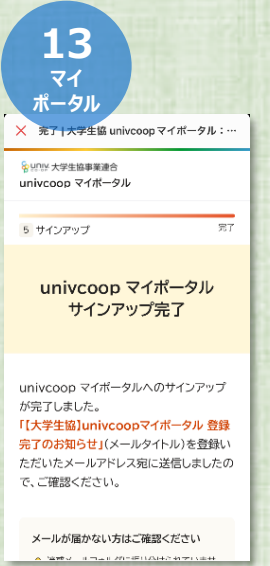 13
マイ
ポータル
完了 | 大学生協 univcoop マイポータル：…
univ 大学生協事業連合
univcoop マイポータル
5 サインアップ 完了
univcoop マイポータル
サインアップ完了
univcoop マイポータルへのサインアップ
が完了しました。
「【大学生協】univcoopマイポータル 登録
完了のお知らせ」(メールタイトル)を登録い
ただいたメールアドレス宛に送信しましたの
で、ご確認ください。
メールが届かない方はご確認ください